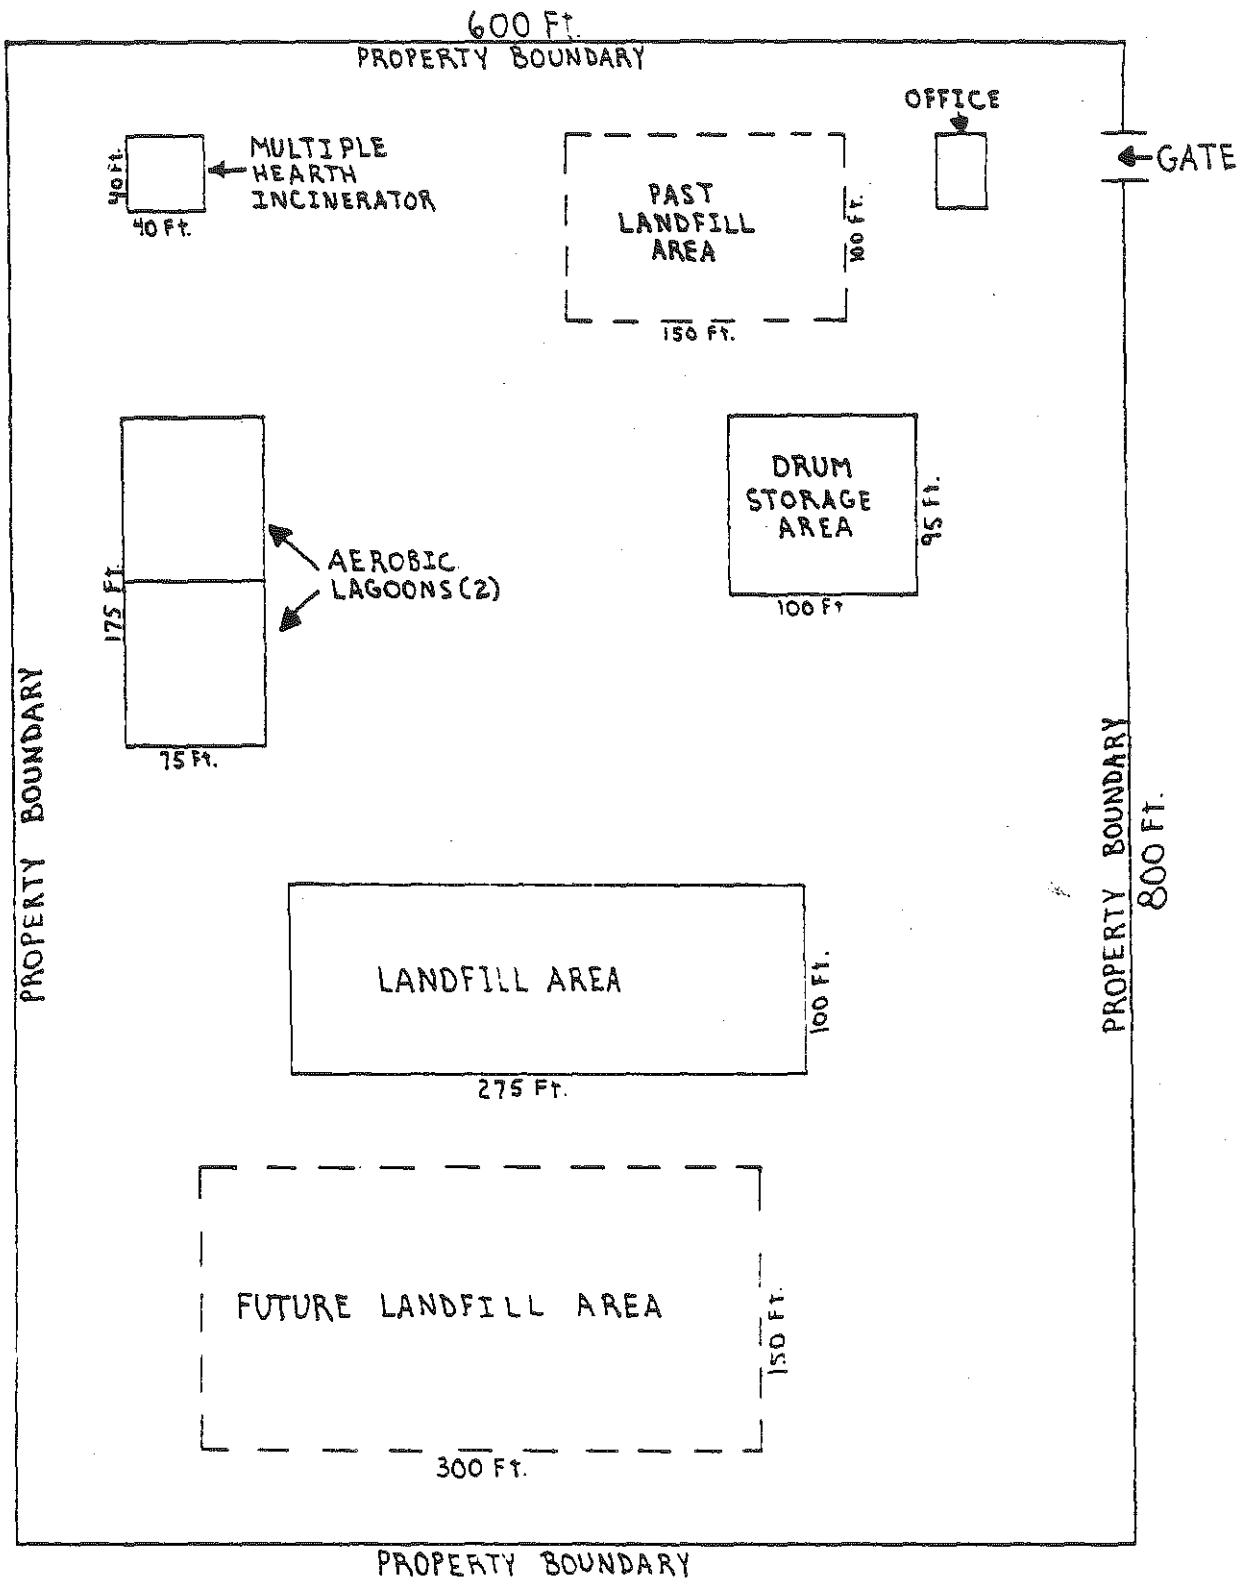 600 Ft.
PROPERTY BOUNDARY
OFFICE
GATE
MULTIPLE
HEARTH
INCINERATOR
40 Ft.
40 Ft.
PAST
LANDFILL
AREA
100 Ft.
150 Ft.
DRUM
STORAGE
AREA
95 Ft.
100 Ft
AEROBIC
LAGOONS (2)
175 Ft.
75 Ft.
PROPERTY BOUNDARY
PROPERTY BOUNDARY
800 Ft.
LANDFILL AREA
100 Ft.
275 Ft.
FUTURE LANDFILL AREA
150 Ft.
300 Ft.
PROPERTY BOUNDARY